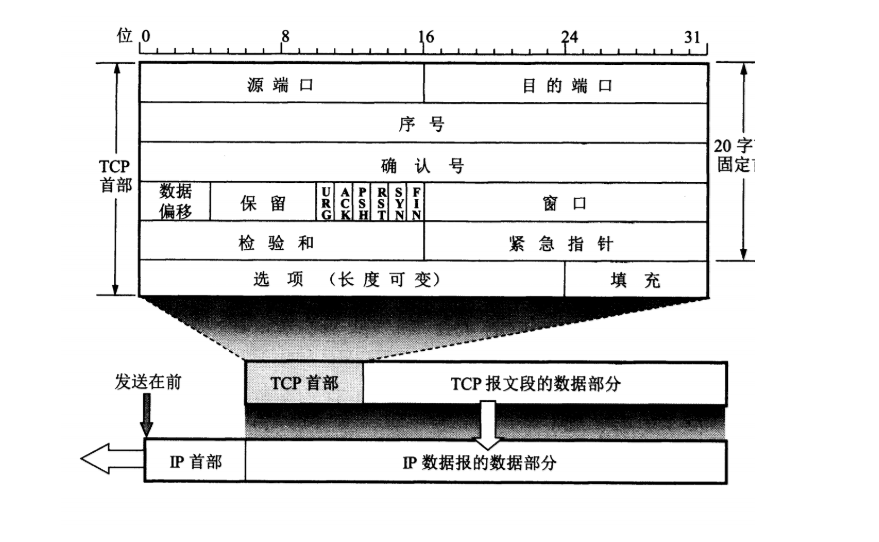 位 0 8 16 24 31
源端口 目的端口
序号
确认号
TCP
首部
20 字
固定
数据
偏移
保留
URG
ACK
PSH
RST
SYN
FIN
窗口
检验和 紧急指针
选项 （长度可变） 填充
TCP 首部 TCP 报文段的数据部分
发送在前
IP 首部 IP 数据报的数据部分